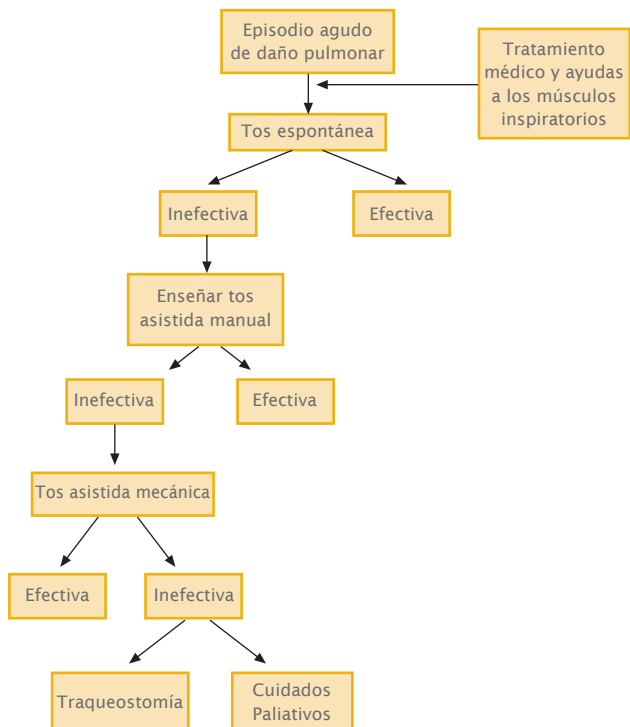 Episodio agudo
de daño pulmonar
Tratamiento
médico y ayudas
a los músculos
inspiratorios
Tos espontánea
Inefectiva
Efectiva
Enseñar tos
asistida manual
Inefectiva
Efectiva
Tos asistida mecánica
Efectiva
Inefectiva
Traqueostomía
Cuidados
Paliativos